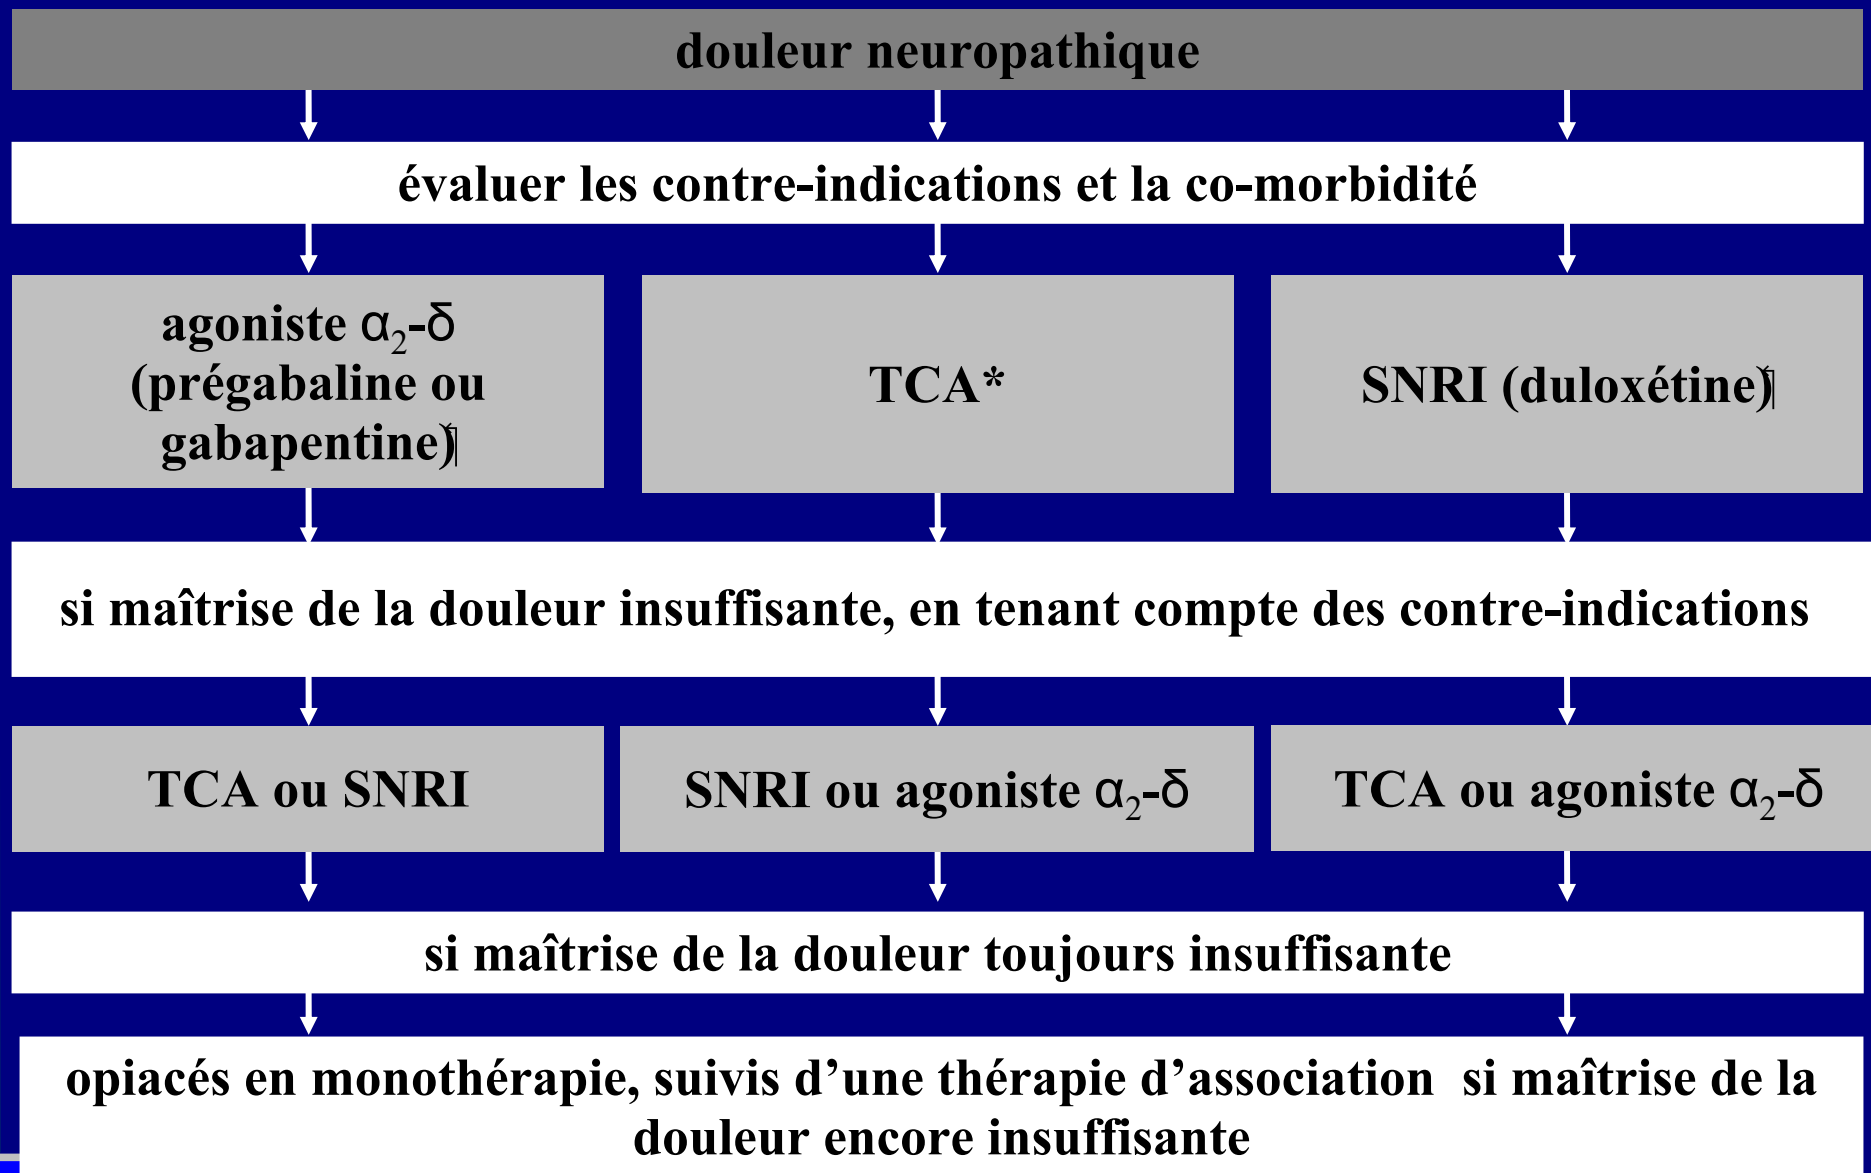 douleur neuropathique
évaluer les contre-indications et la co-morbidité
agoniste α₂-δ
(prégabaline ou
gabapentine)
TCA*
SNRI (duloxétine)
si maîtrise de la douleur insuffisante, en tenant compte des contre-indications
TCA ou SNRI
SNRI ou agoniste α₂-δ
TCA ou agoniste α₂-δ
si maîtrise de la douleur toujours insuffisante
opiacés en monothérapie, suivis d’une thérapie d’association si maîtrise de la
douleur encore insuffisante